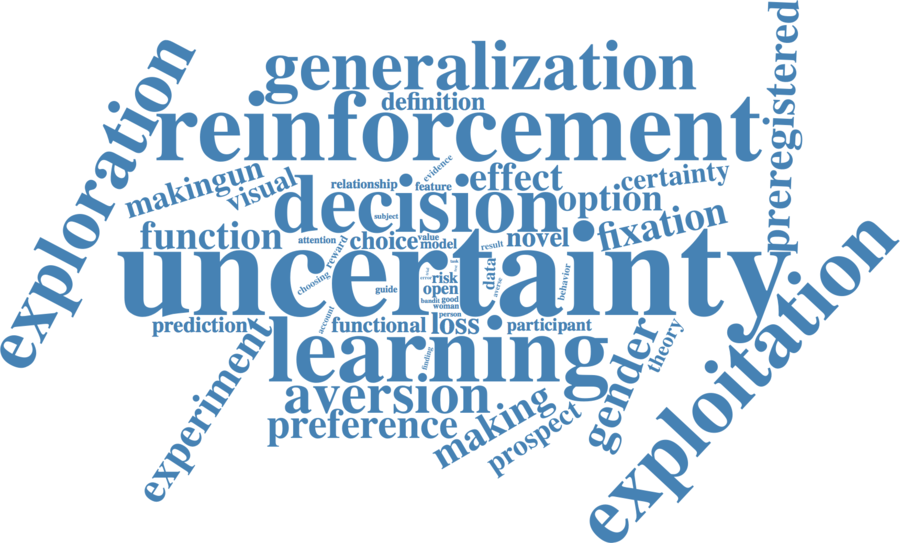 generalization
definition
reinforcement
exploration
preregistered
evidence
makingun
visual
relationship
feature
effect
certainty
decision
option
subject
fixation
function
attention
reward
choice
value
model
result
novel
uncertainty
choosing
guide
risk
open
bandit
good
woman
person
data
averse
behavior
prediction
account
functional
loss
participant
learning
finding
gender
theory
exploitation
experiment
aversion
preference
making
prospect